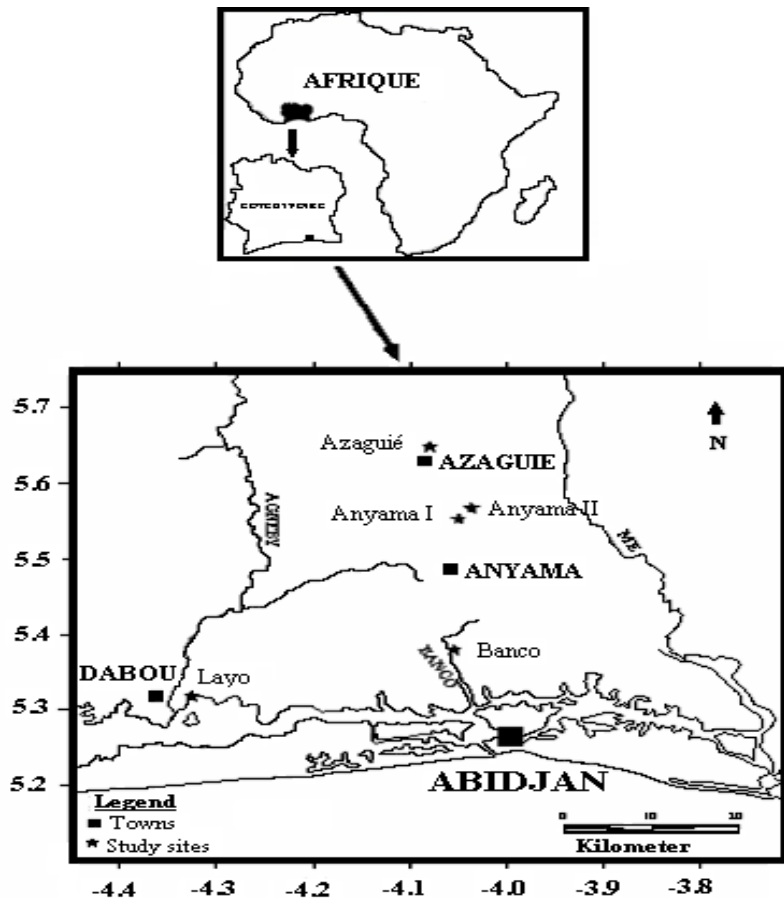 AFRIQUE
5.7
5.6
5.5
5.4
5.3
5.2
N
Azaguié
AZAGUIE
Anyama I
Anyama II
AGNEBY
ME
ANYAMA
BANCO
Banco
DABOU
Layo
ABIDJAN
Legend
Towns
Study sites
0 10 20
Kilometer
-4.4 -4.3 -4.2 -4.1 -4.0 -3.9 -3.8